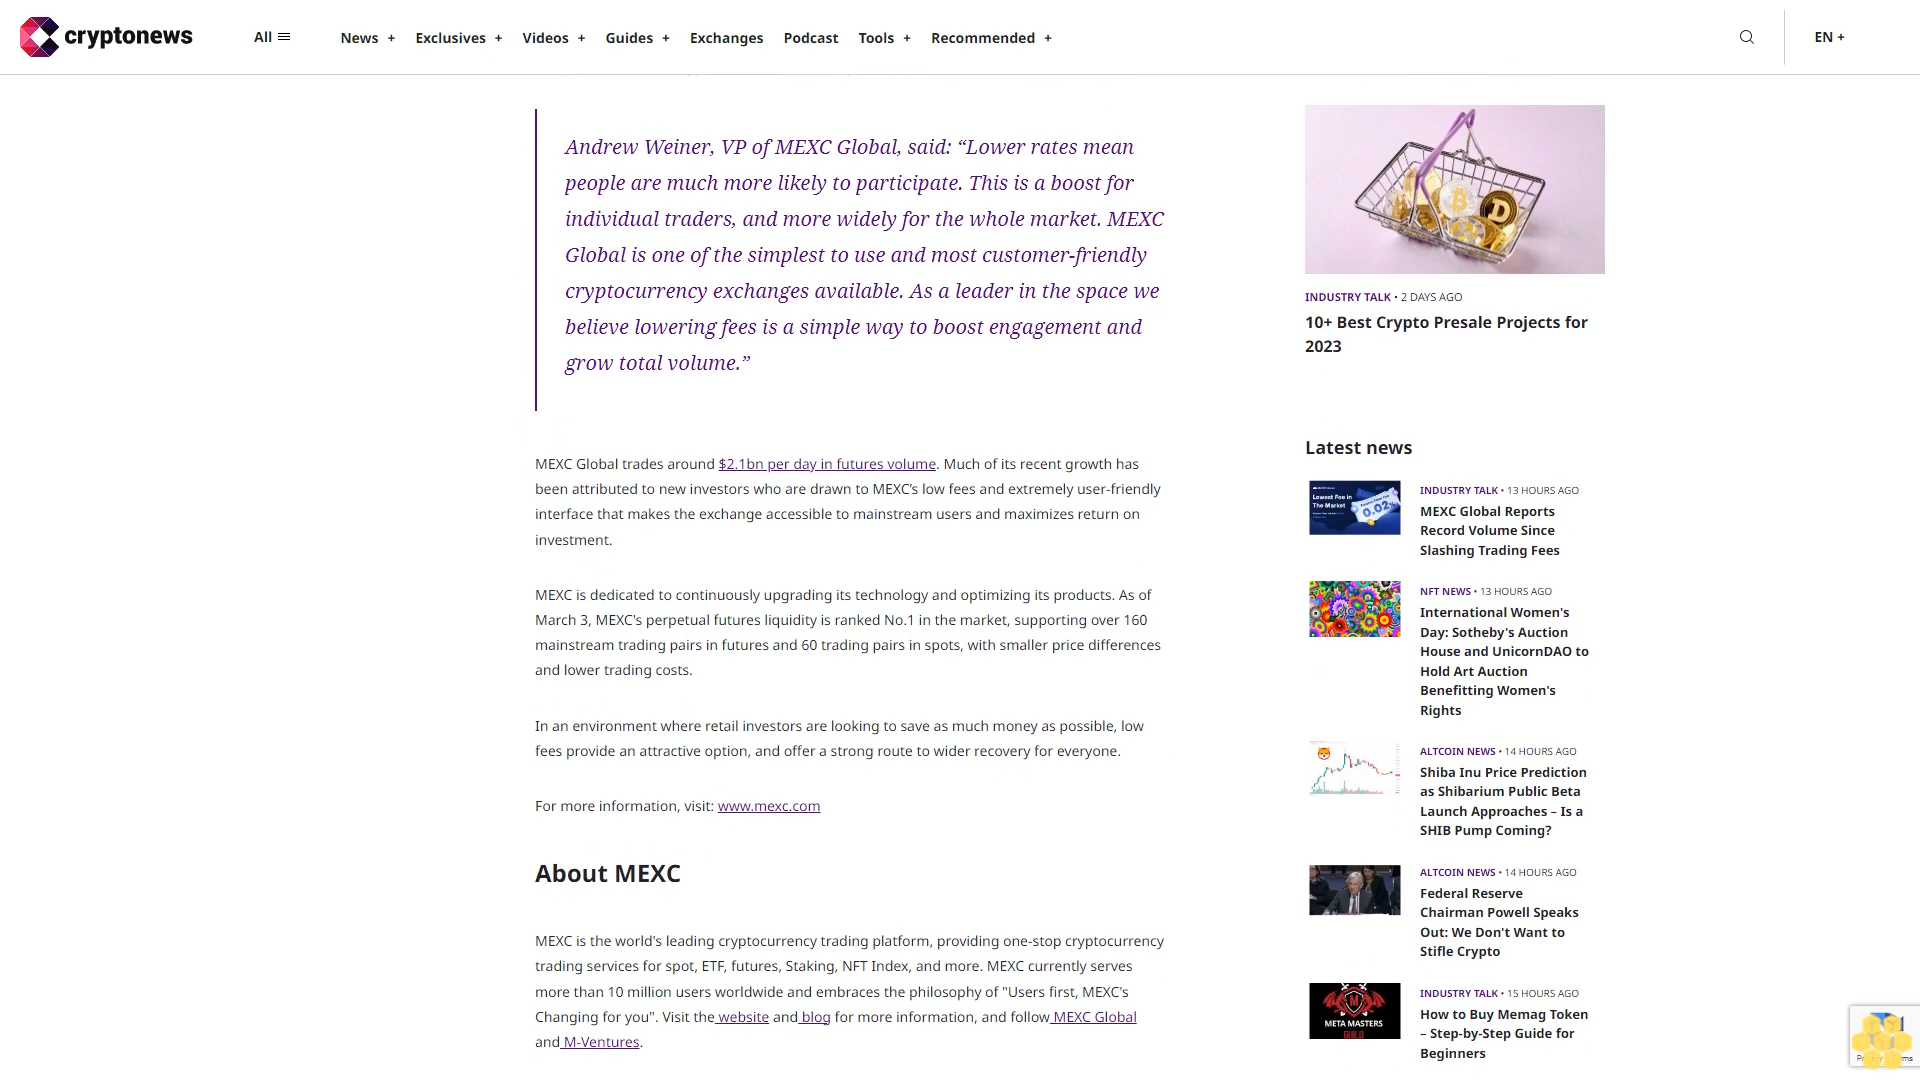 cryptonews
All
News +
Exclusives +
Videos +
Guides +
Exchanges
Podcast
Tools +
Recommended +
EN +
Andrew Weiner, VP of MEXC Global, said: “Lower rates mean
people are much more likely to participate. This is a boost for
individual traders, and more widely for the whole market. MEXC
Global is one of the simplest to use and most customer-friendly
cryptocurrency exchanges available. As a leader in the space we
believe lowering fees is a simple way to boost engagement and
grow total volume.”
MEXC Global trades around $2.1bn per day in futures volume. Much of its recent growth has
been attributed to new investors who are drawn to MEXC’s low fees and extremely user-friendly
interface that makes the exchange accessible to mainstream users and maximizes return on
investment.
MEXC is dedicated to continuously upgrading its technology and optimizing its products. As of
March 3, MEXC's perpetual futures liquidity is ranked No.1 in the market, supporting over 160
mainstream trading pairs in futures and 60 trading pairs in spots, with smaller price differences
and lower trading costs.
In an environment where retail investors are looking to save as much money as possible, low
fees provide an attractive option, and offer a strong route to wider recovery for everyone.
For more information, visit: www.mexc.com
About MEXC
MEXC is the world's leading cryptocurrency trading platform, providing one-stop cryptocurrency
trading services for spot, ETF, futures, Staking, NFT Index, and more. MEXC currently serves
more than 10 million users worldwide and embraces the philosophy of "Users first, MEXC's
Changing for you". Visit the website and blog for more information, and follow MEXC Global
and M-Ventures.
INDUSTRY TALK • 2 DAYS AGO
10+ Best Crypto Presale Projects for
2023
Latest news
Lowest Fee in
The Market
0.02
INDUSTRY TALK • 13 HOURS AGO
MEXC Global Reports
Record Volume Since
Slashing Trading Fees
NFT NEWS • 13 HOURS AGO
International Women's
Day: Sotheby's Auction
House and UnicornDAO to
Hold Art Auction
Benefitting Women's
Rights
ALTCOIN NEWS • 14 HOURS AGO
Shiba Inu Price Prediction
as Shibarium Public Beta
Launch Approaches – Is a
SHIB Pump Coming?
ALTCOIN NEWS • 14 HOURS AGO
Federal Reserve
Chairman Powell Speaks
Out: We Don't Want to
Stifle Crypto
META MASTERS
GUILD
INDUSTRY TALK • 15 HOURS AGO
How to Buy Memag Token
– Step-by-Step Guide for
Beginners